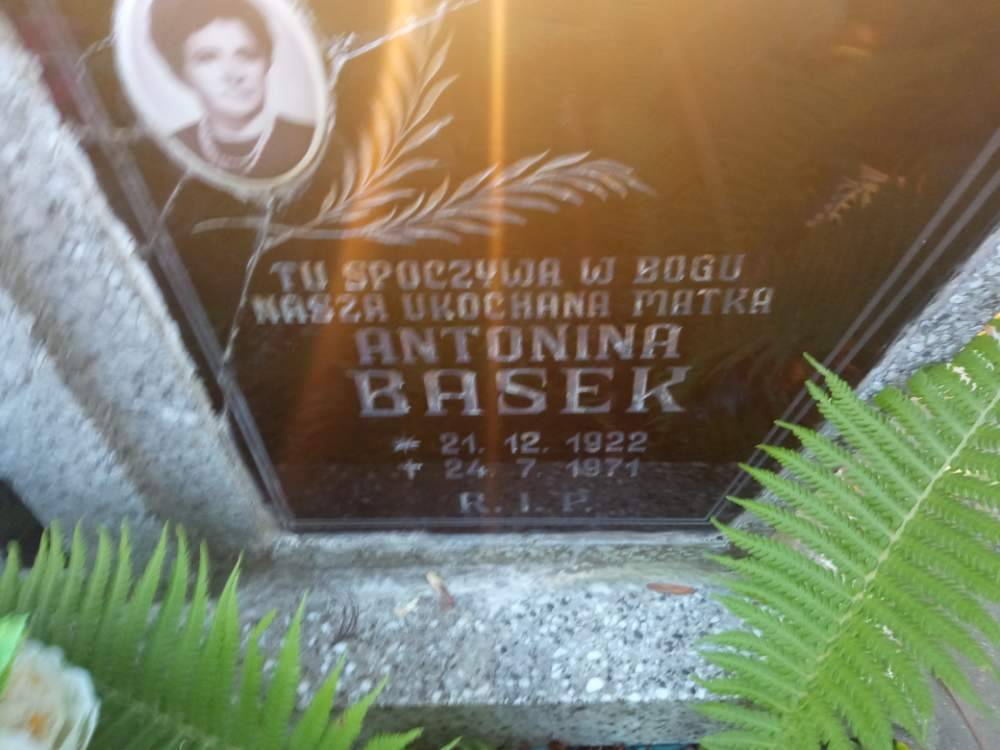 TU SPOCZYWA W BOGU
NASZA UKOCHANA MATKA
ANTONINA
BASEK
* 21. 12. 1922
† 24. 7. 1971
R. I. P.